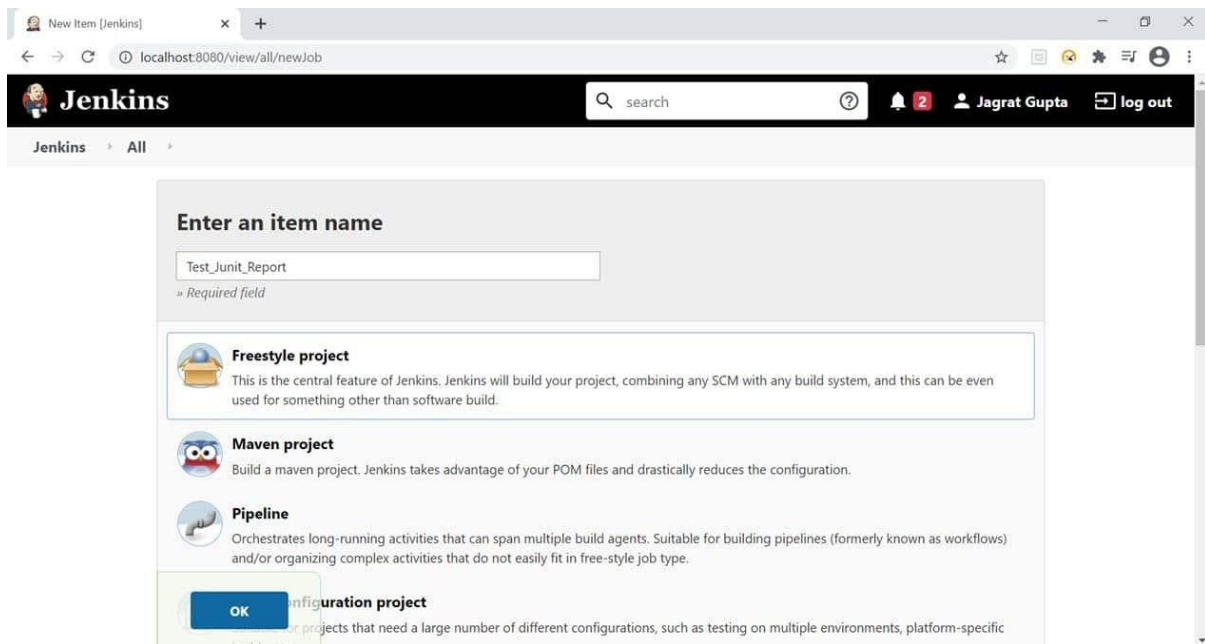 New Item [Jenkins]
localhost:8080/view/all/newJob
Jenkins
search
2
Jagrat Gupta
log out
Jenkins
All
Enter an item name
Test_Junit_Report
» Required field
Freestyle project
This is the central feature of Jenkins. Jenkins will build your project, combining any SCM with any build system, and this can be even
used for something other than software build.
Maven project
Build a maven project. Jenkins takes advantage of your POM files and drastically reduces the configuration.
Pipeline
Orchestrates long-running activities that can span multiple build agents. Suitable for building pipelines (formerly known as workflows)
and/or organizing complex activities that do not easily fit in free-style job type.
OK
nfiguration project
or projects that need a large number of different configurations, such as testing on multiple environments, platform-specific